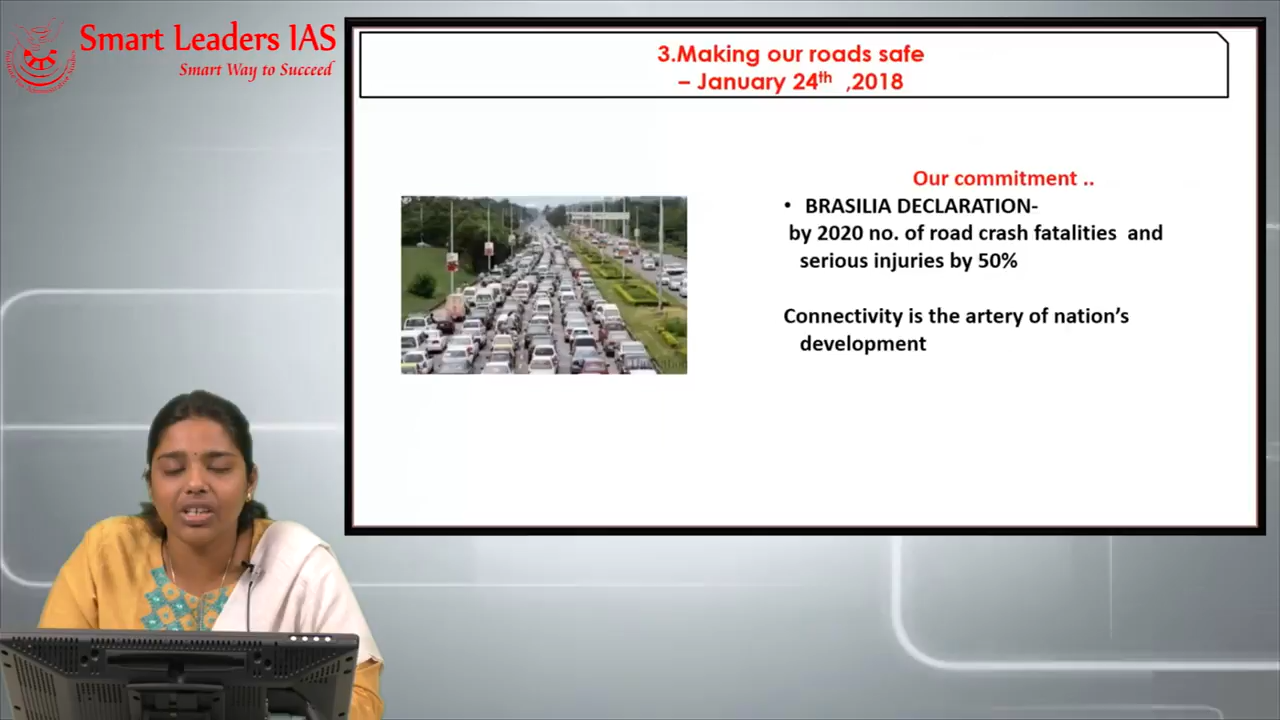 Smart Leaders IAS
Smart Way to Succeed
3.Making our roads safe
– January 24th ,2018
Our commitment ..
• BRASILIA DECLARATION-
by 2020 no. of road crash fatalities and
serious injuries by 50%
Connectivity is the artery of nation's
development